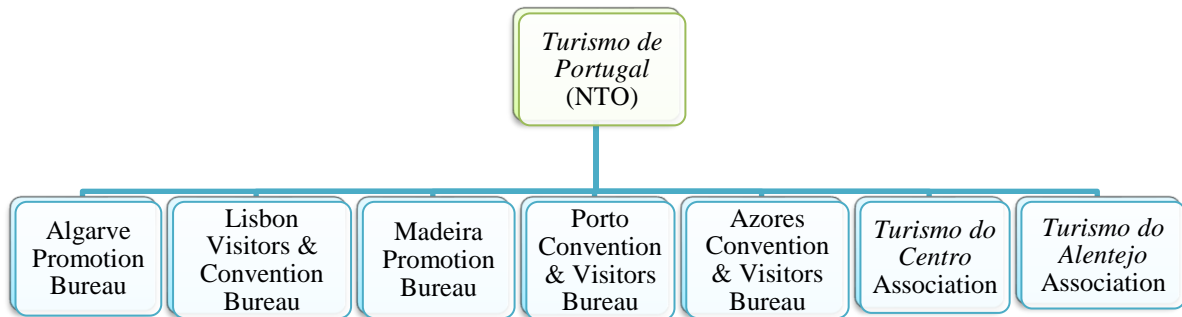 Turismo de
Portugal
(NTO)
Algarve
Promotion
Bureau
Lisbon
Visitors &
Convention
Bureau
Madeira
Promotion
Bureau
Porto
Convention
& Visitors
Bureau
Azores
Convention
& Visitors
Bureau
Turismo do
Centro
Association
Turismo do
Alentejo
Association